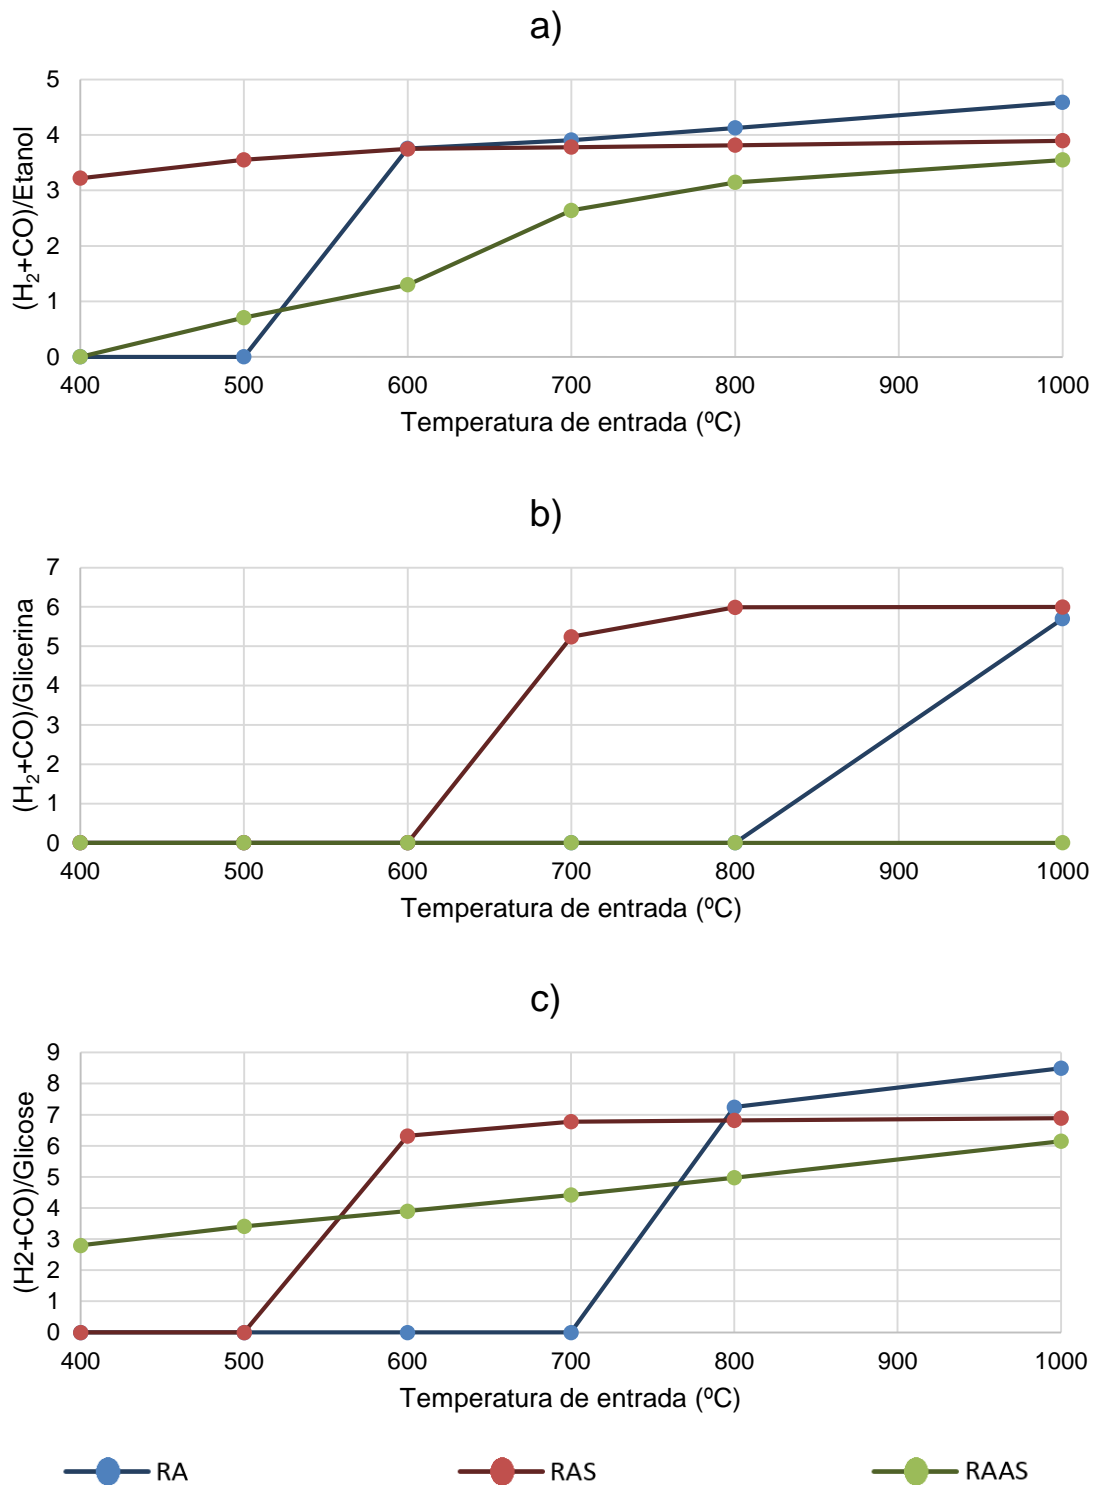 a)
5
4
3
2
1
0
(H₂+CO)/Etanol
400 500 600 700 800 900 1000
Temperatura de entrada (ºC)
b)
7
6
5
4
3
2
1
0
(H₂+CO)/Glicerina
400 500 600 700 800 900 1000
Temperatura de entrada (ºC)
c)
9
8
7
6
5
4
3
2
1
0
(H2+CO)/Glicose
400 500 600 700 800 900 1000
Temperatura de entrada (ºC)
RA RAS RAAS